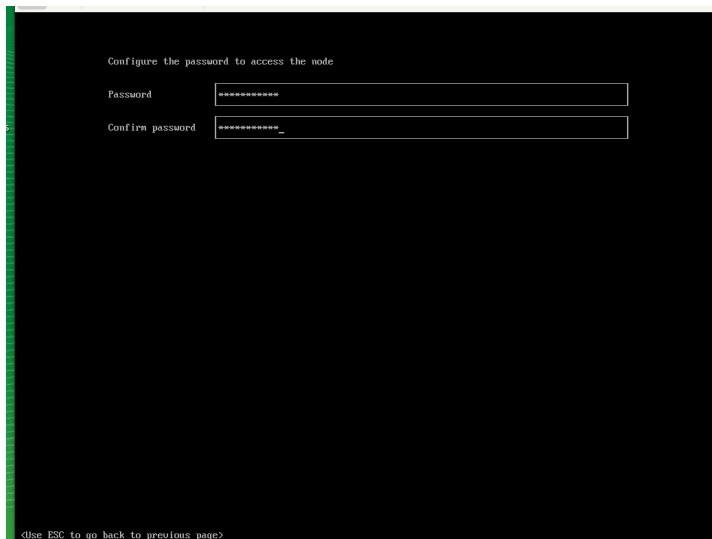 Configure the password to access the node
Password ***********
Confirm password ***********_
<Use ESC to go back to previous page>